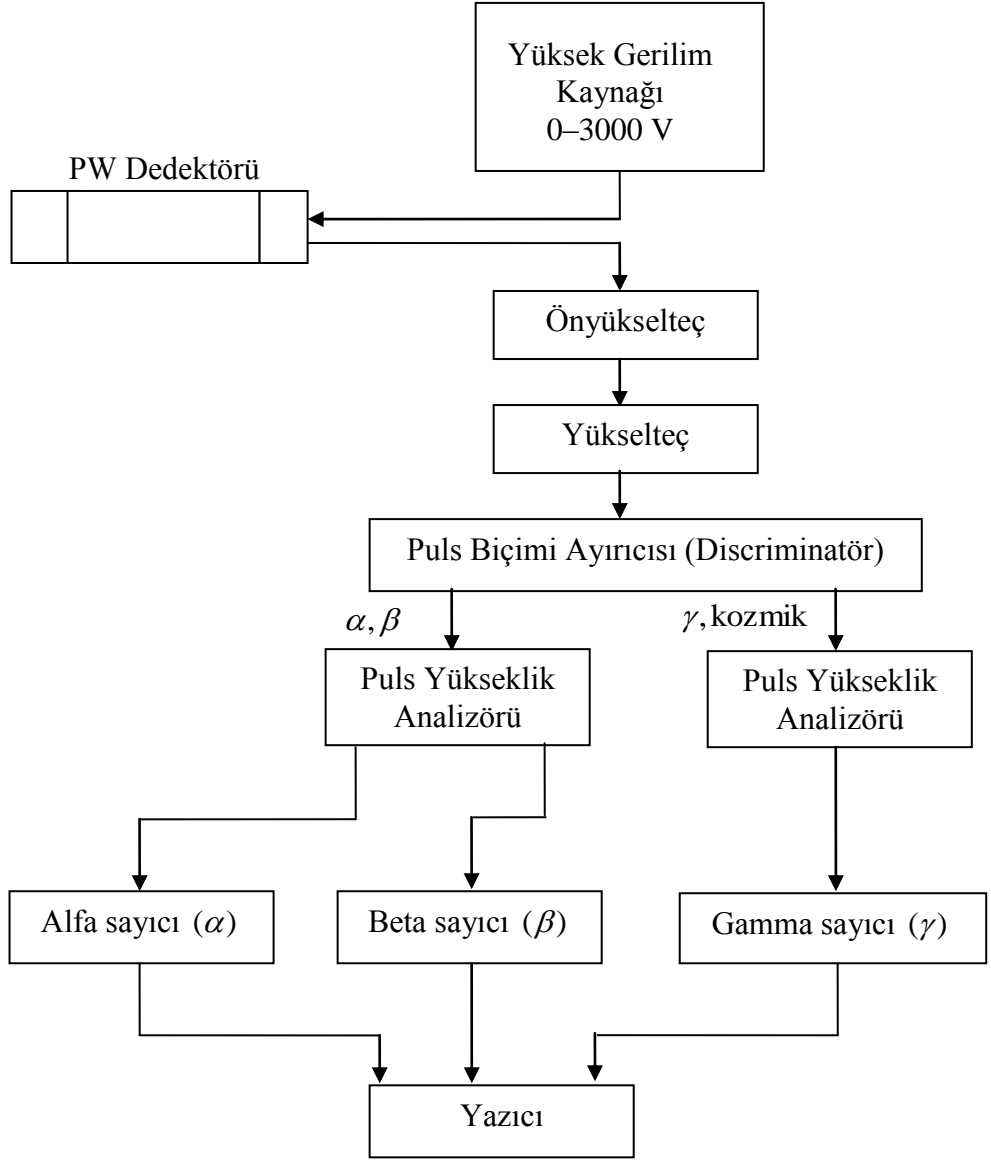 Yüksek Gerilim
Kaynağı
0–3000 V
PW Dedektörü
Önyükselteç
Yükselteç
Puls Biçimi Ayırıcısı (Discriminatör)
α, β
γ, kozmik
Puls Yükseklik
Analizörü
Puls Yükseklik
Analizörü
Alfa sayıcı (α)
Beta sayıcı (β)
Gamma sayıcı (γ)
Yazıcı